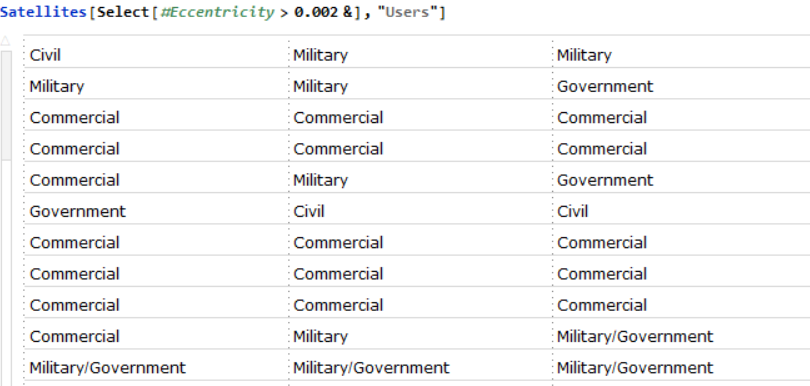 Satellites[Select[#Eccentricity > 0.002 &], "Users"]
Civil Military Military
Military Military Government
Commercial Commercial Commercial
Commercial Commercial Commercial
Commercial Military Government
Government Civil Civil
Commercial Commercial Commercial
Commercial Commercial Commercial
Commercial Commercial Commercial
Commercial Military Military/Government
Military/Government Military/Government Military/Government